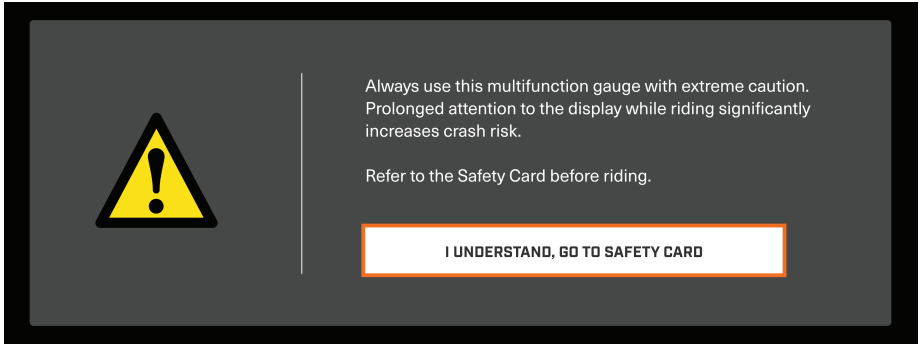 Always use this multifunction gauge with extreme caution.
Prolonged attention to the display while riding significantly
increases crash risk.
Refer to the Safety Card before riding.
I UNDERSTAND, GO TO SAFETY CARD